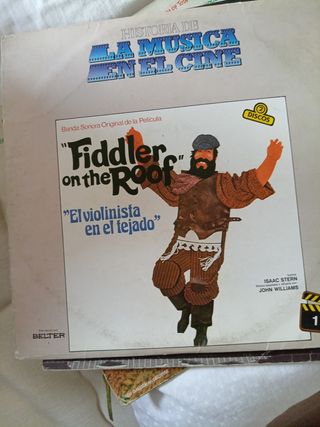 HISTORIA DE
LA MUSICA
EN EL CINE
DISCOS
Banda Sonora Original de la Película
"Fiddler
on the Roof"
"El violinista
en el tejado"
ISAAC STERN
JOHN WILLIAMS
BELTER
1